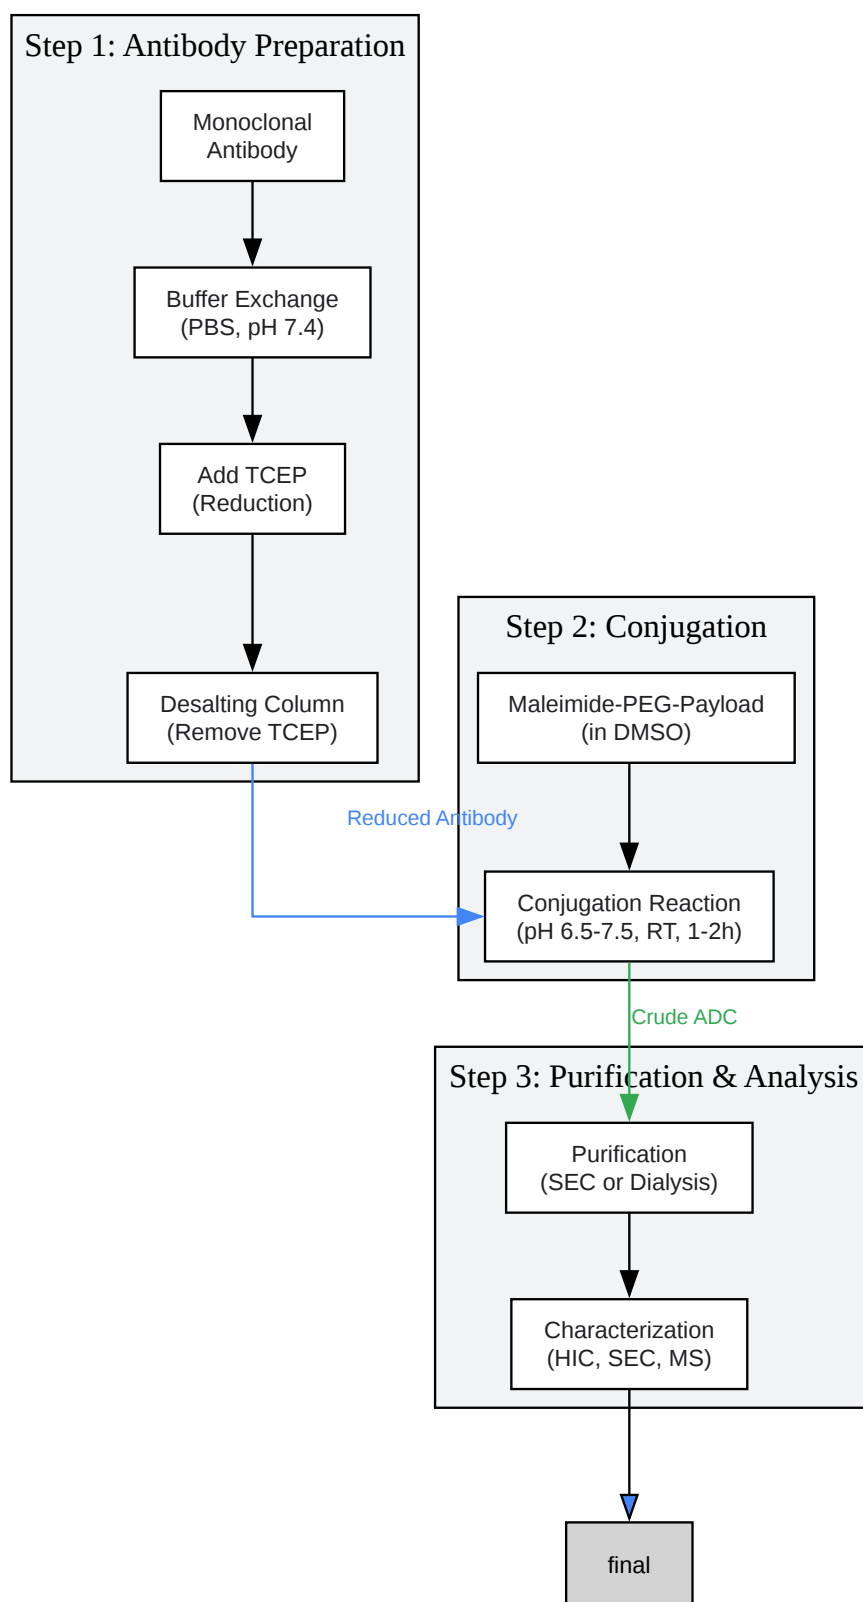 Step 1: Antibody Preparation
Monoclonal
Antibody
Buffer Exchange
(PBS, pH 7.4)
Add TCEP
(Reduction)
Desalting Column
(Remove TCEP)
Reduced Antibody
Step 2: Conjugation
Maleimide-PEG-Payload
(in DMSO)
Conjugation Reaction
(pH 6.5-7.5, RT, 1-2h)
Crude ADC
Step 3: Purification & Analysis
Purification
(SEC or Dialysis)
Characterization
(HIC, SEC, MS)
final